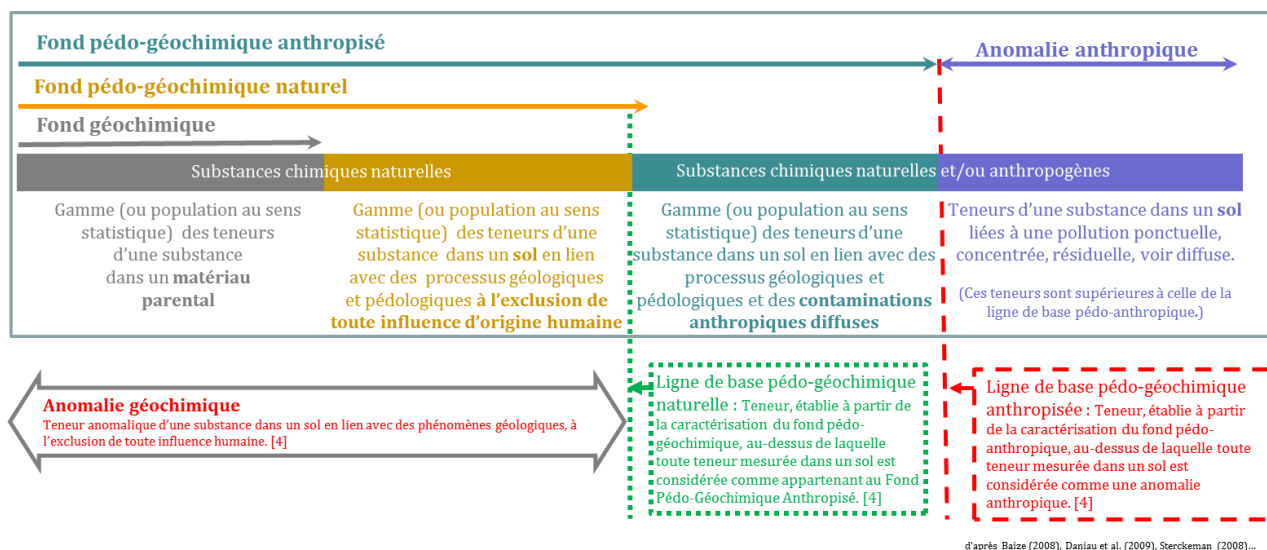 Fond pédo-géochimique anthropisé
Anomalie anthropique
Fond pédo-géochimique naturel
Fond géochimique
Substances chimiques naturelles
Substances chimiques naturelles et/ou anthropogènes
Gamme (ou population au sens
statistique) des teneurs
d’une substance
dans un matériau
parental
Gamme (ou population au sens
statistique) des teneurs d’une
substance dans un sol en lien
avec des processus géologiques
et pédologiques à l’exclusion de
toute influence d’origine humaine
Gamme (ou population au sens
statistique) des teneurs d’une
substance dans un sol en lien avec des
processus géologiques et
pédologiques et des contaminations
anthropiques diffuses
Teneurs d’une substance dans un sol
liées à une pollution ponctuelle,
concentrée, résiduelle, voir diffuse.
(Ces teneurs sont supérieures à celle de la
ligne de base pédo-anthropique.)
Anomalie géochimique
Teneur anomalique d’une substance dans un sol en lien avec des phénomènes géologiques, à
l’exclusion de toute influence humaine. [4]
Ligne de base pédo-géochimique
naturelle : Teneur, établie à partir de
la caractérisation du fond pédo-
géochimique, au-dessus de laquelle
toute teneur mesurée dans un sol est
considérée comme appartenant au Fond
Pédo-Géochimique Anthropisé. [4]
Ligne de base pédo-géochimique
anthropisée : Teneur, établie à partir
de la caractérisation du fond pédo-
anthropique, au-dessus de laquelle toute
teneur mesurée dans un sol est
considérée comme une anomalie
anthropique. [4]
d’après Baize (2008), Daniau et al. (2009), Sterckeman (2008)...